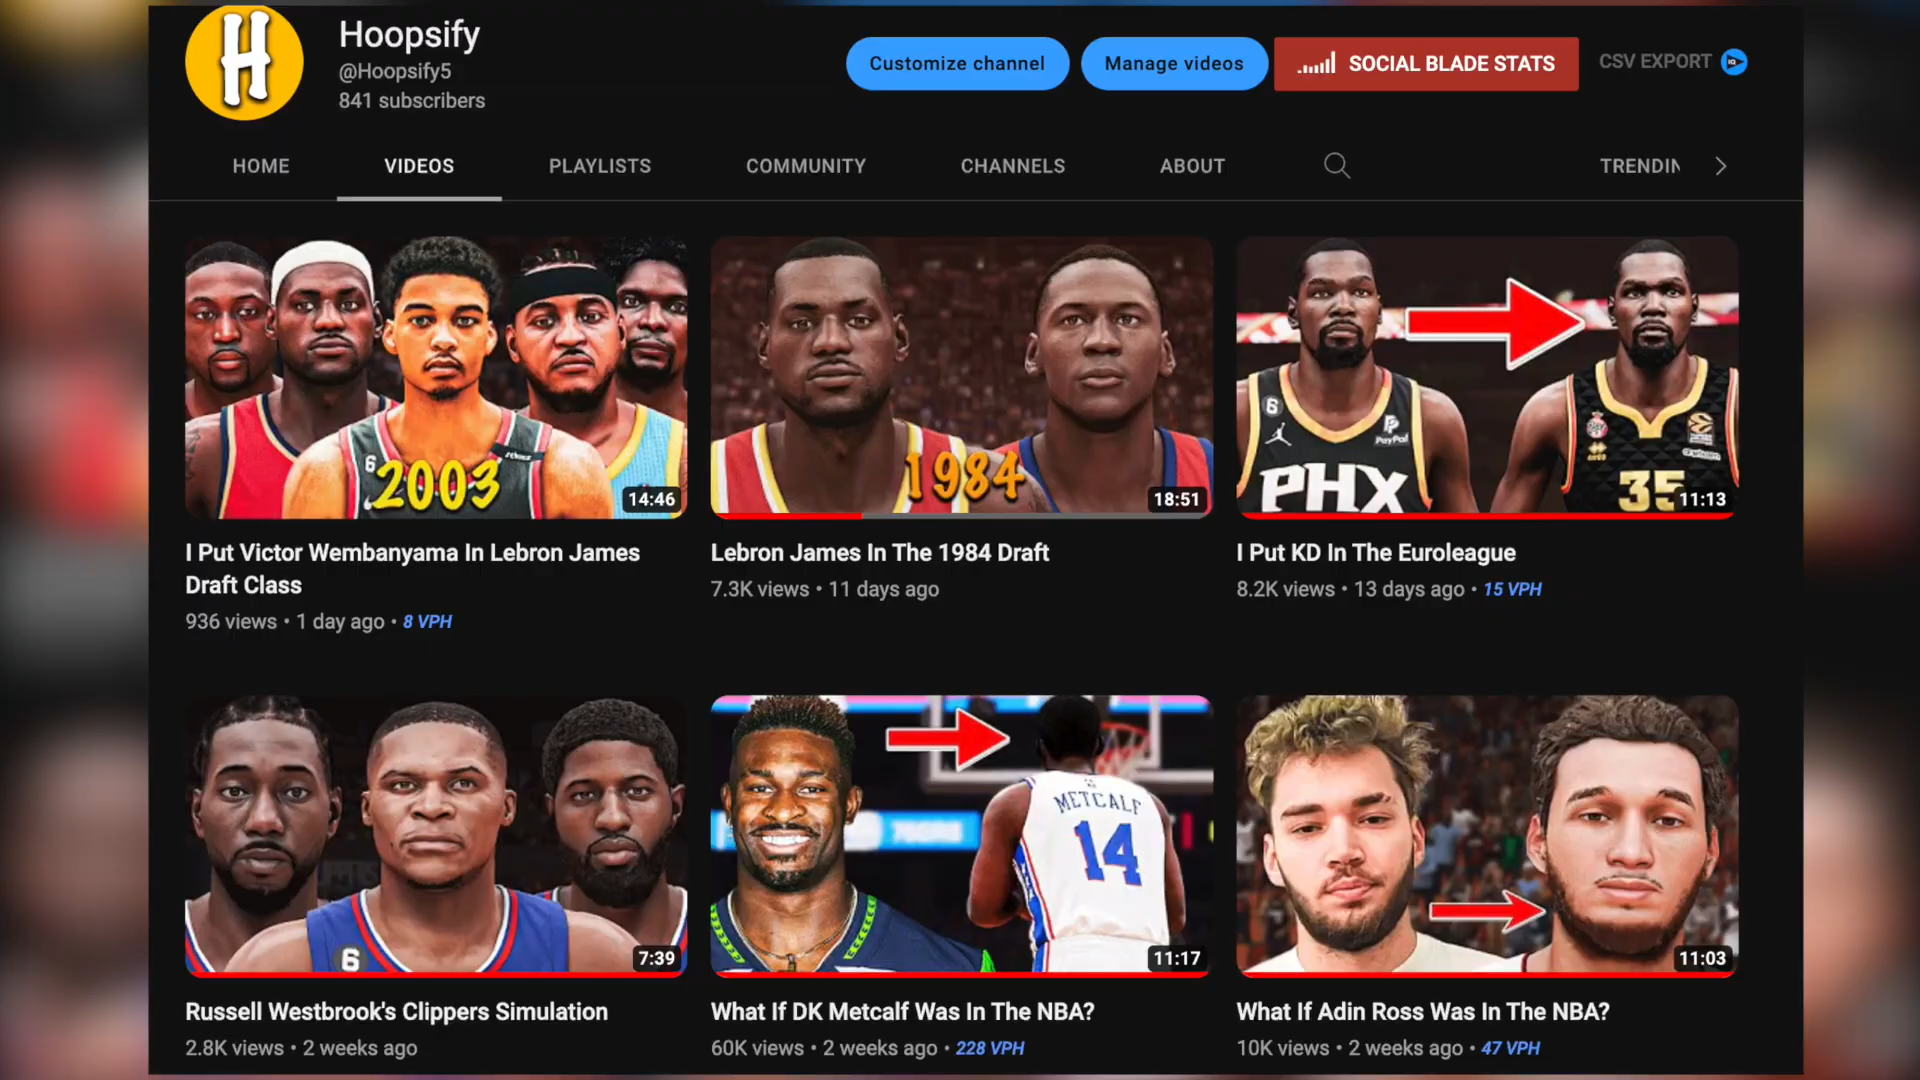 H
Hoopsify
@Hoopsify5
841 subscribers
Customize channel
Manage videos
SOCIAL BLADE STATS
CSV EXPORT
HOME
VIDEOS
PLAYLISTS
COMMUNITY
CHANNELS
ABOUT
TRENDIN
6
2003
14:46
1984
18:51
6
PayPal
PHX
35
11:13
I Put Victor Wembanyama In Lebron James
Draft Class
936 views • 1 day ago • 8 VPH
Lebron James In The 1984 Draft
7.3K views • 11 days ago
I Put KD In The Euroleague
8.2K views • 13 days ago • 15 VPH
6
7:39
METCALF
14
11:17
11:03
Russell Westbrook's Clippers Simulation
2.8K views • 2 weeks ago
What If DK Metcalf Was In The NBA?
60K views • 2 weeks ago • 228 VPH
What If Adin Ross Was In The NBA?
10K views • 2 weeks ago • 47 VPH